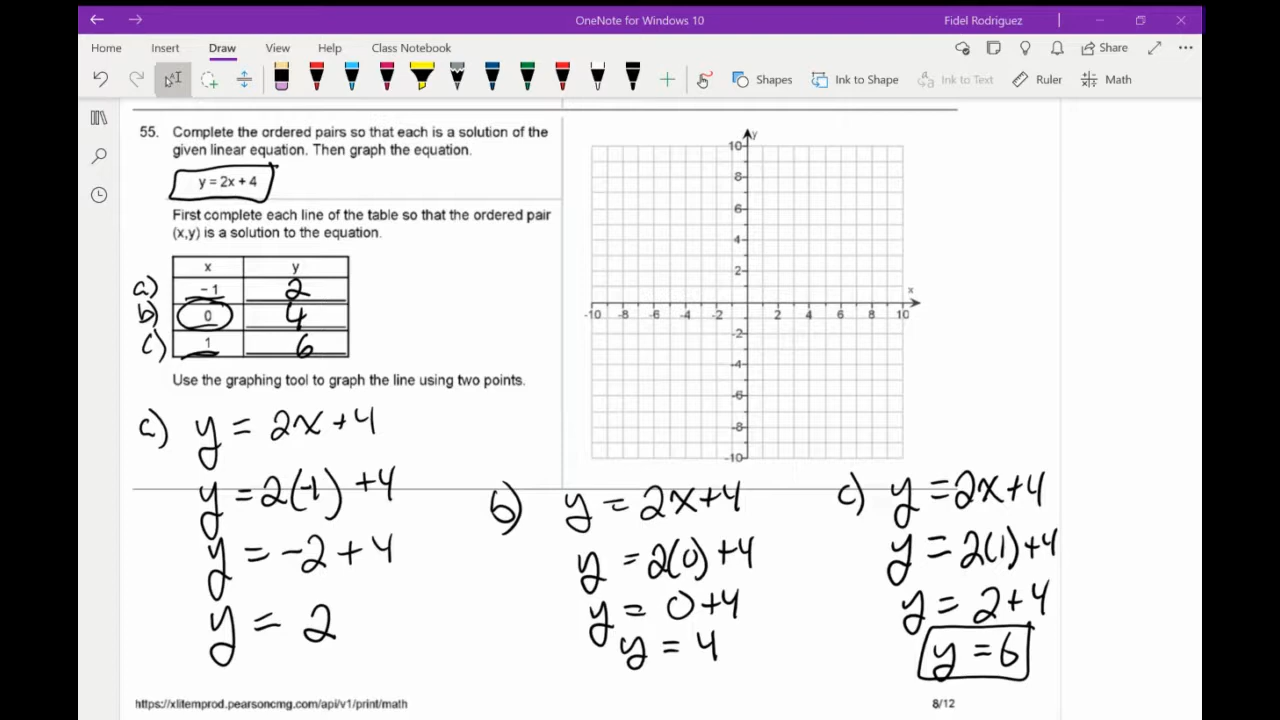 OneNote for Windows 10
Fidel Rodriguez
Home Insert Draw View Help Class Notebook
Share
Shapes Ink to Shape Ink to Text Ruler Math
55. Complete the ordered pairs so that each is a solution of the
given linear equation. Then graph the equation.
y = 2x + 4
First complete each line of the table so that the ordered pair
(x,y) is a solution to the equation.
x y
a) -1 2
b) 0 4
c) 1 6
Use the graphing tool to graph the line using two points.
y
10
8
6
4
2
x
-10 -8 -6 -4 -2 2 4 6 8 10
-2
-4
-6
-8
-10
a) y = 2x+4
y = 2(-1) +4
y = -2+4
y = 2
b) y = 2x+4
y = 2(0)+4
y = 0+4
y = 4
c) y = 2x+4
y = 2(1)+4
y = 2+4
y = 6
https://xlitemprod.pearsoncmg.com/api/v1/print/math
8/12